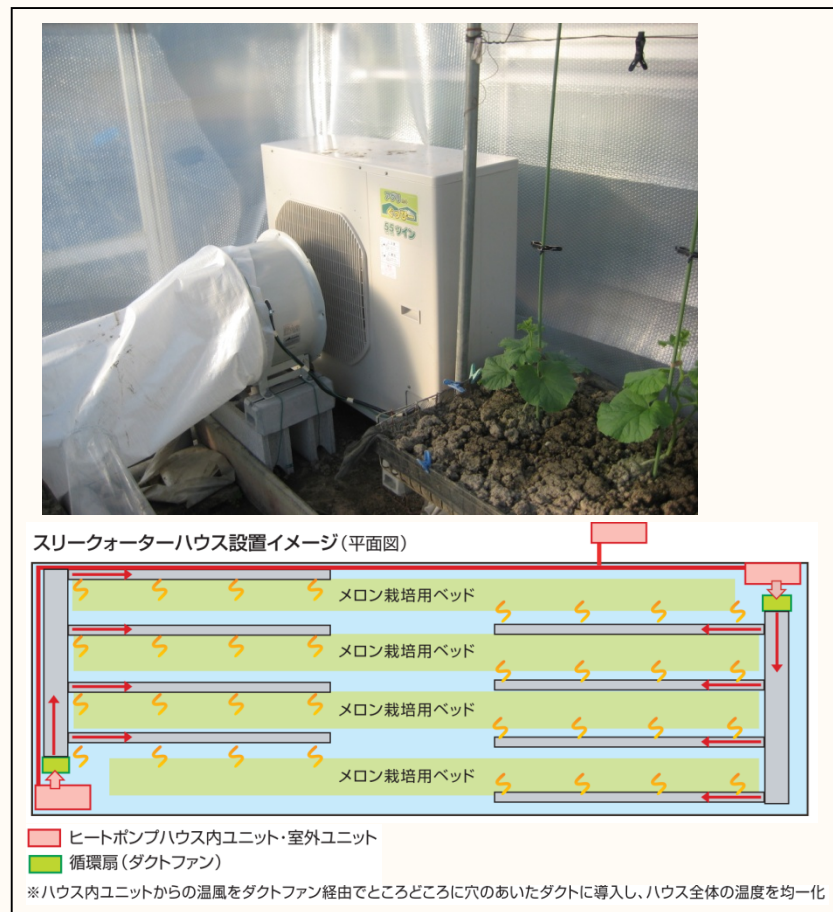 55ツイン
スリークォーターハウス設置イメージ(平面図)
メロン栽培用ベッド
メロン栽培用ベッド
メロン栽培用ベッド
メロン栽培用ベッド
ヒートポンプハウス内ユニット・室外ユニット
循環扇(ダクトファン)
※ハウス内ユニットからの温風をダクトファン経由でところどころに穴のあいたダクトに導入し、ハウス全体の温度を均一化